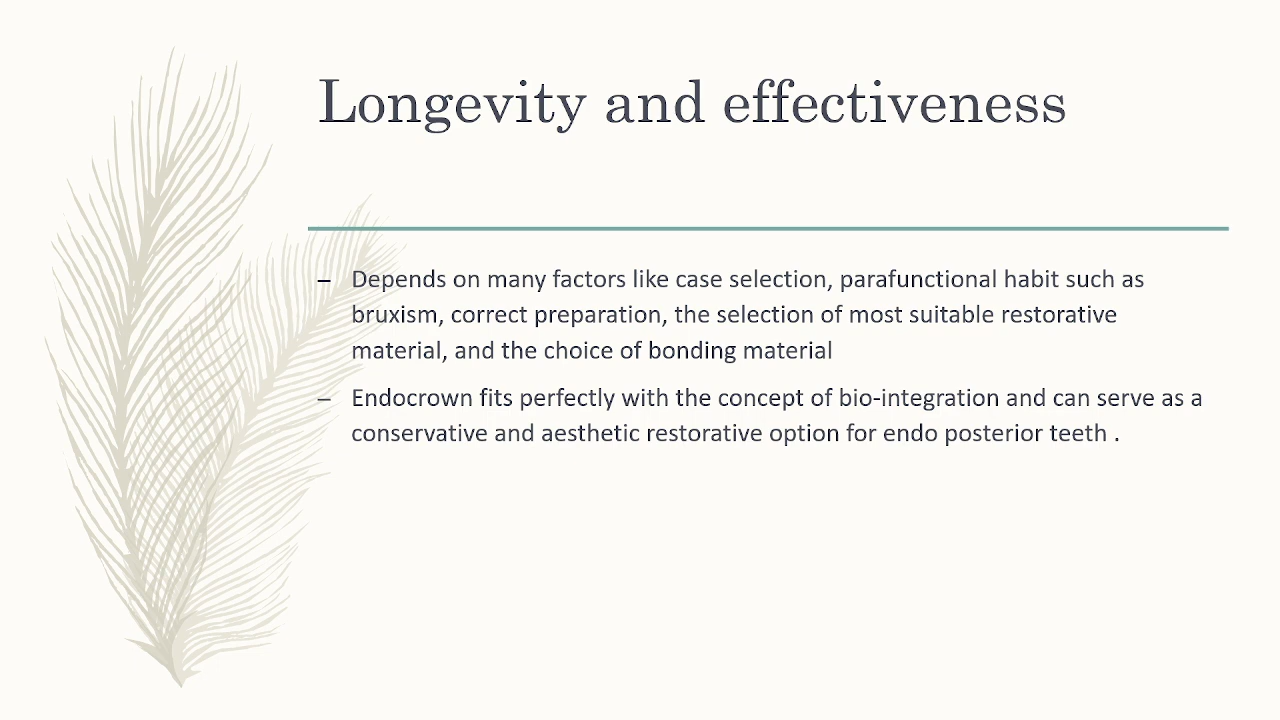 Longevity and effectiveness
– Depends on many factors like case selection, parafunctional habit such as
bruxism, correct preparation, the selection of most suitable restorative
material, and the choice of bonding material
– Endocrown fits perfectly with the concept of bio-integration and can serve as a
conservative and aesthetic restorative option for endo posterior teeth .